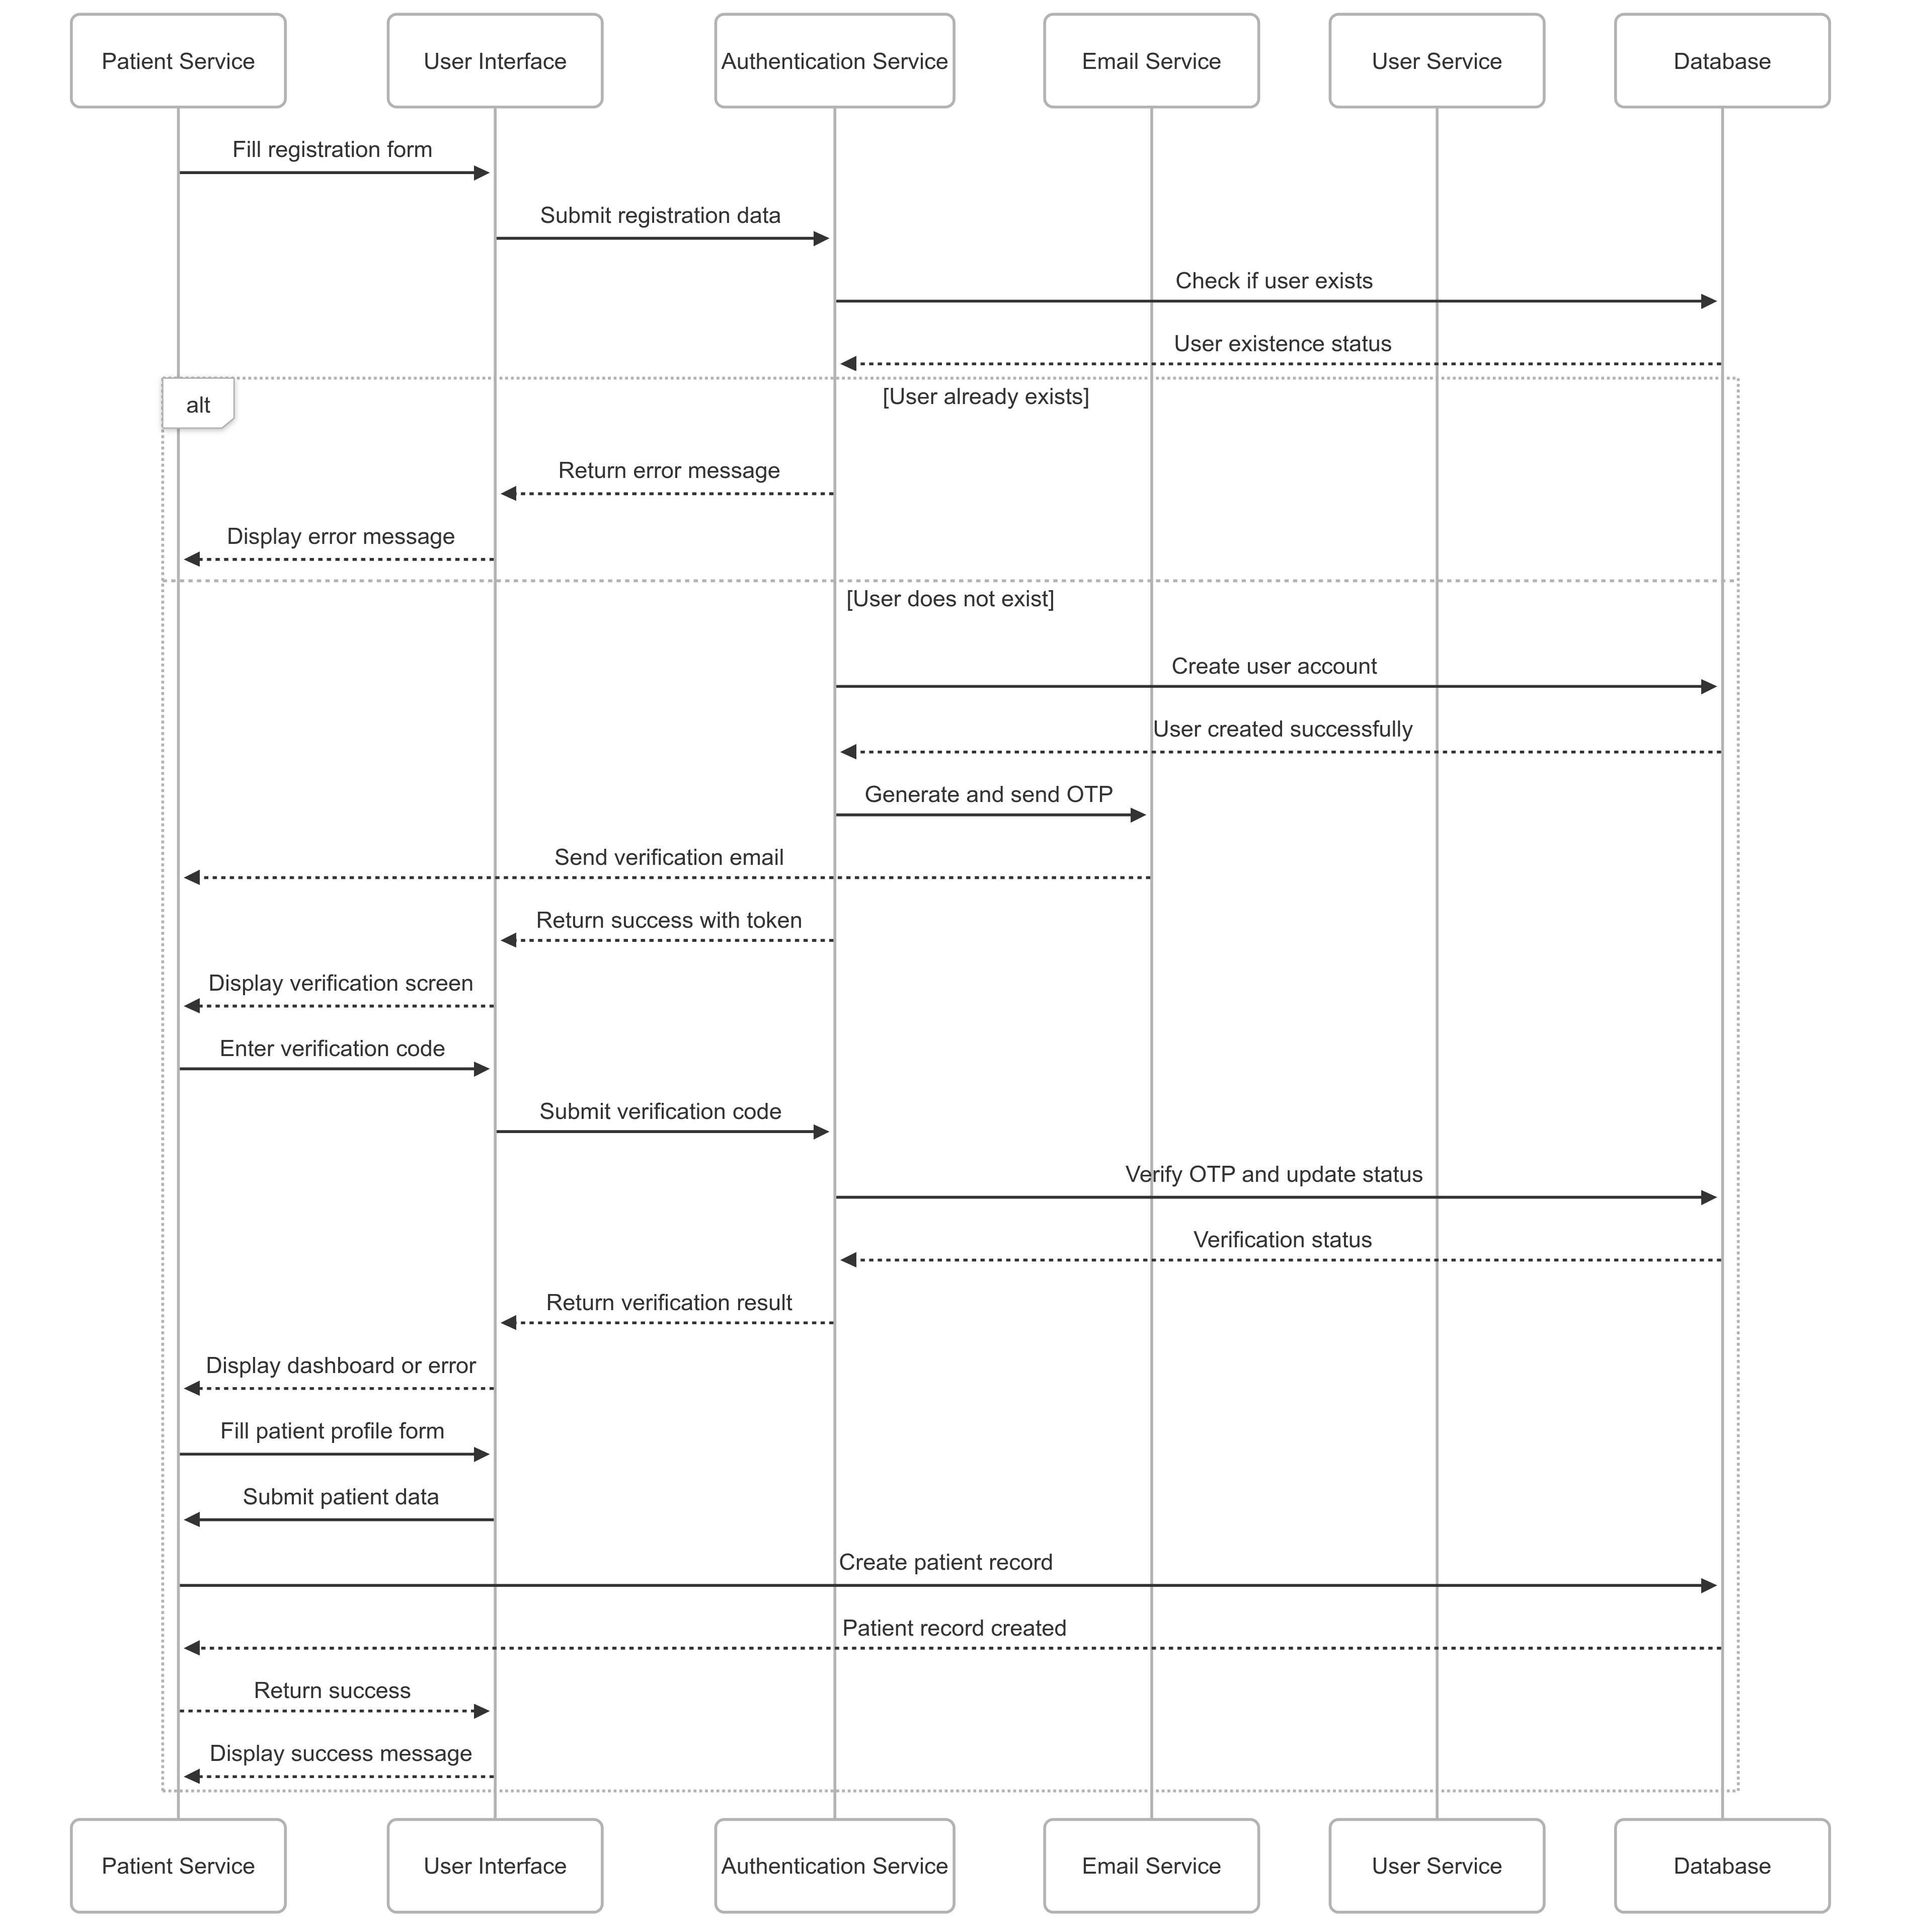 Patient Service
User Interface
Authentication Service
Email Service
User Service
Database
Fill registration form
Submit registration data
Check if user exists
User existence status
alt
[User already exists]
Return error message
Display error message
[User does not exist]
Create user account
User created successfully
Generate and send OTP
Send verification email
Return success with token
Display verification screen
Enter verification code
Submit verification code
Verify OTP and update status
Verification status
Return verification result
Display dashboard or error
Fill patient profile form
Submit patient data
Create patient record
Patient record created
Return success
Display success message
Patient Service
User Interface
Authentication Service
Email Service
User Service
Database